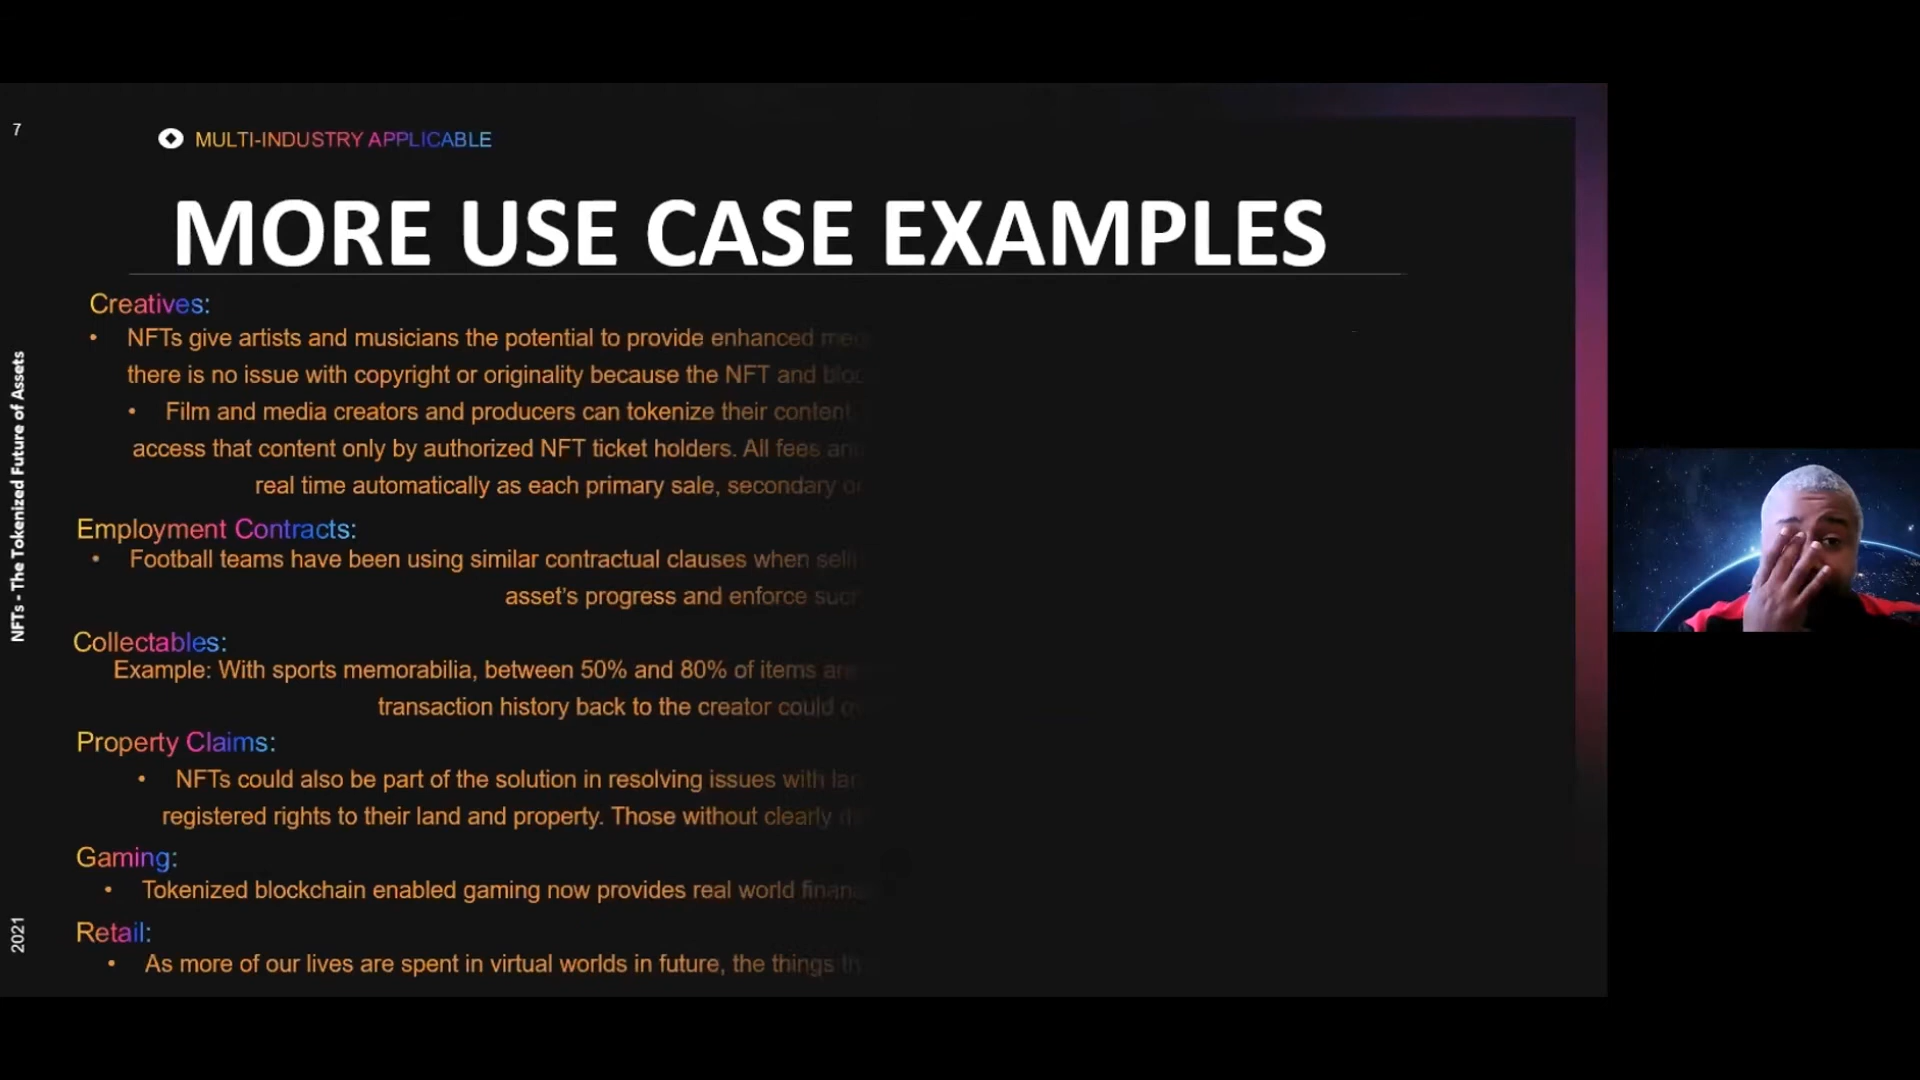 7
MULTI-INDUSTRY APPLICABLE
MORE USE CASE EXAMPLES
Creatives:
• NFTs give artists and musicians the potential to provide enhanced
there is no issue with copyright or originality because the NFT and
• Film and media creators and producers can tokenize their content
access that content only by authorized NFT ticket holders. All fees
real time automatically as each primary sale, secondary
Employment Contracts:
• Football teams have been using similar contractual clauses when
asset's progress and enforce
Collectables:
Example: With sports memorabilia, between 50% and 80% of items are
transaction history back to the creator could
Property Claims:
• NFTs could also be part of the solution in resolving issues with
registered rights to their land and property. Those without clearly
Gaming:
• Tokenized blockchain enabled gaming now provides real world
Retail:
• As more of our lives are spent in virtual worlds in future, the things
NFTs - The Tokenized Future of Assets
2021